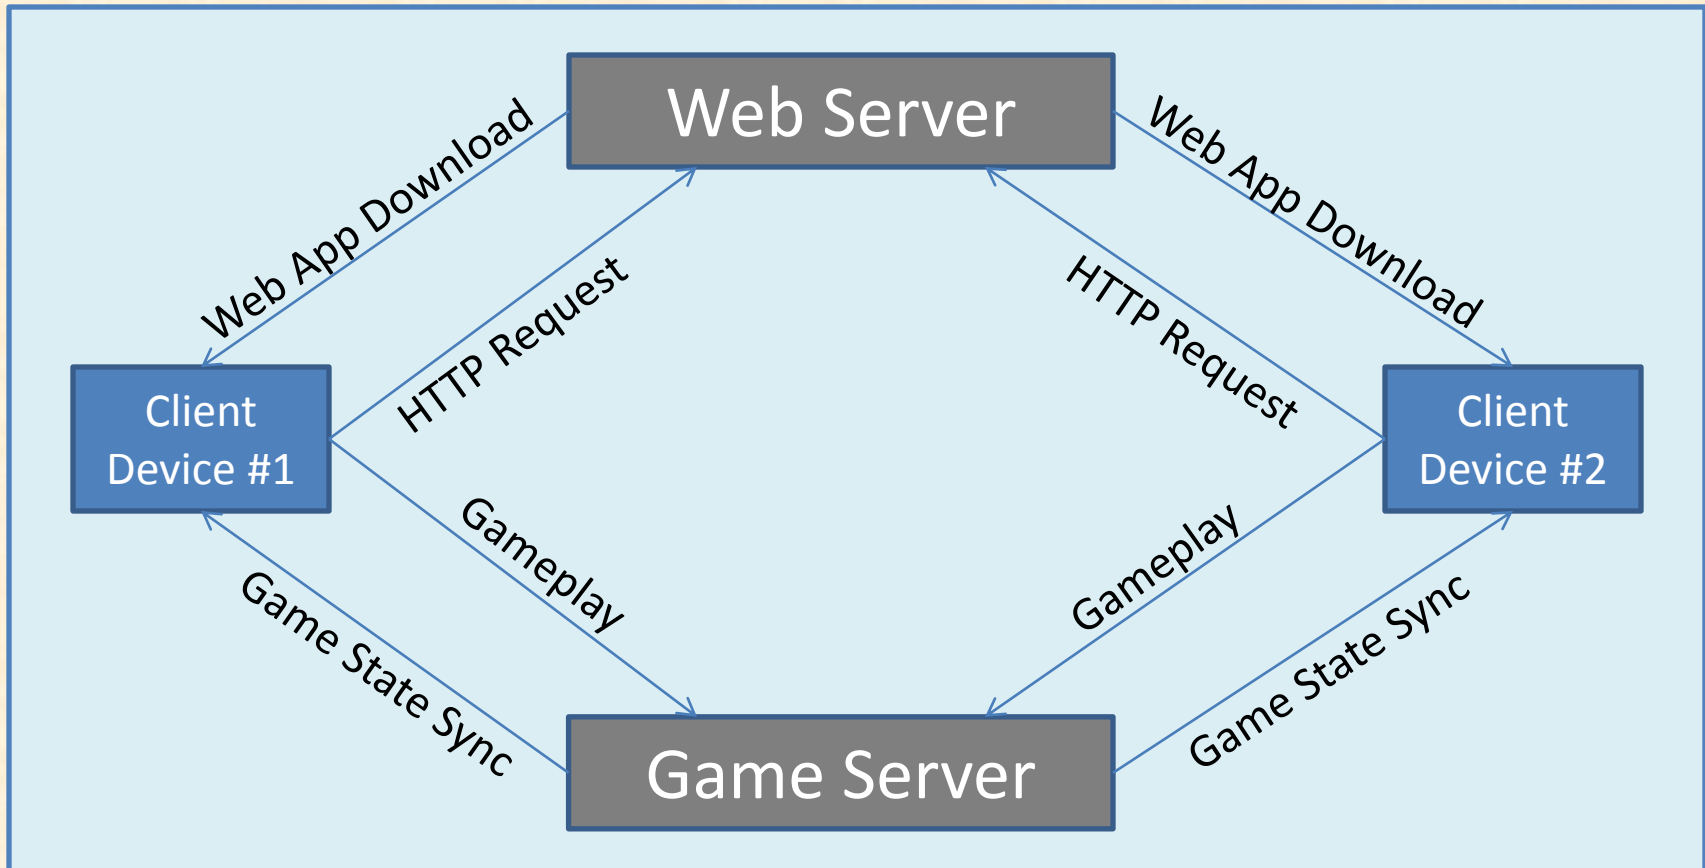 Web Server
Web App Download
Web App Download
HTTP Request
HTTP Request
Client
Device #1
Client
Device #2
Gameplay
Gameplay
Game State Sync
Game State Sync
Game Server